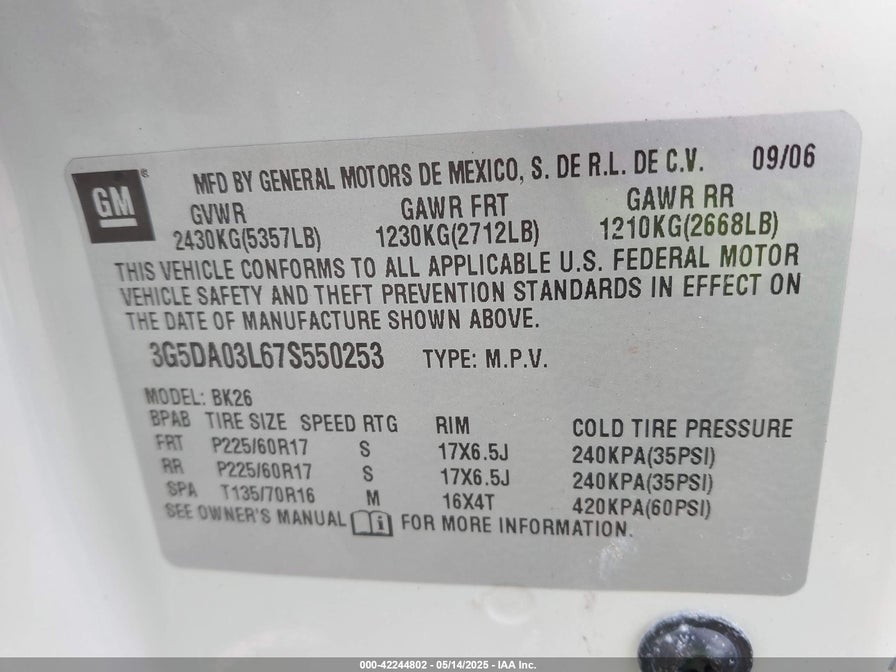 MFD BY GENERAL MOTORS DE MEXICO, S. DE R.L. DE C.V. 09/06
GM®
GVWR GAWR FRT GAWR RR
2430KG(5357LB) 1230KG(2712LB) 1210KG(2668LB)
THIS VEHICLE CONFORMS TO ALL APPLICABLE U.S. FEDERAL MOTOR
VEHICLE SAFETY AND THEFT PREVENTION STANDARDS IN EFFECT ON
THE DATE OF MANUFACTURE SHOWN ABOVE.
3G5DA03L67S550253 TYPE: M.P.V.
MODEL: BK26
BPAB TIRE SIZE SPEED RTG RIM COLD TIRE PRESSURE
FRT P225/60R17 S 17X6.5J 240KPA(35PSI)
RR P225/60R17 S 17X6.5J 240KPA(35PSI)
SPA T135/70R16 M 16X4T 420KPA(60PSI)
SEE OWNER'S MANUAL i FOR MORE INFORMATION.
000-42244802 - 05/14/2025 - IAA Inc.